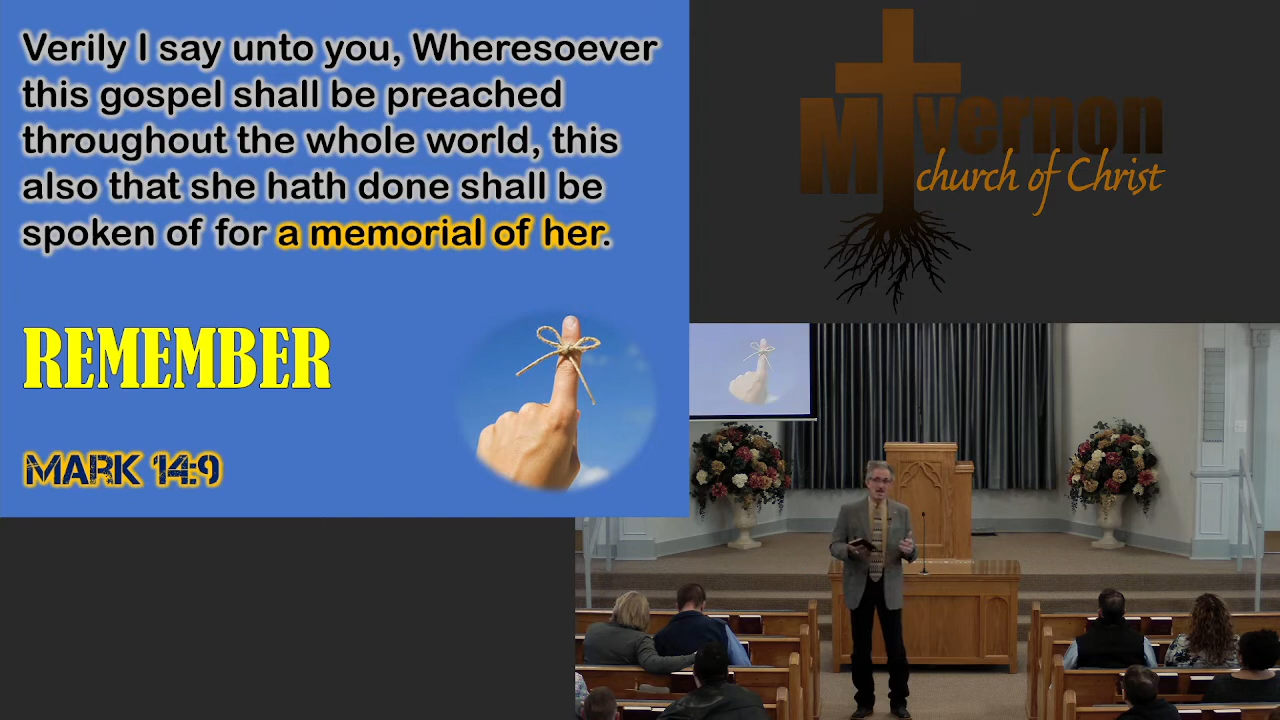 Verily I say unto you, Wheresoever
this gospel shall be preached
throughout the whole world, this
also that she hath done shall be
spoken of for a memorial of her.
REMEMBER
MARK 14:9
MT vernon
church of Christ